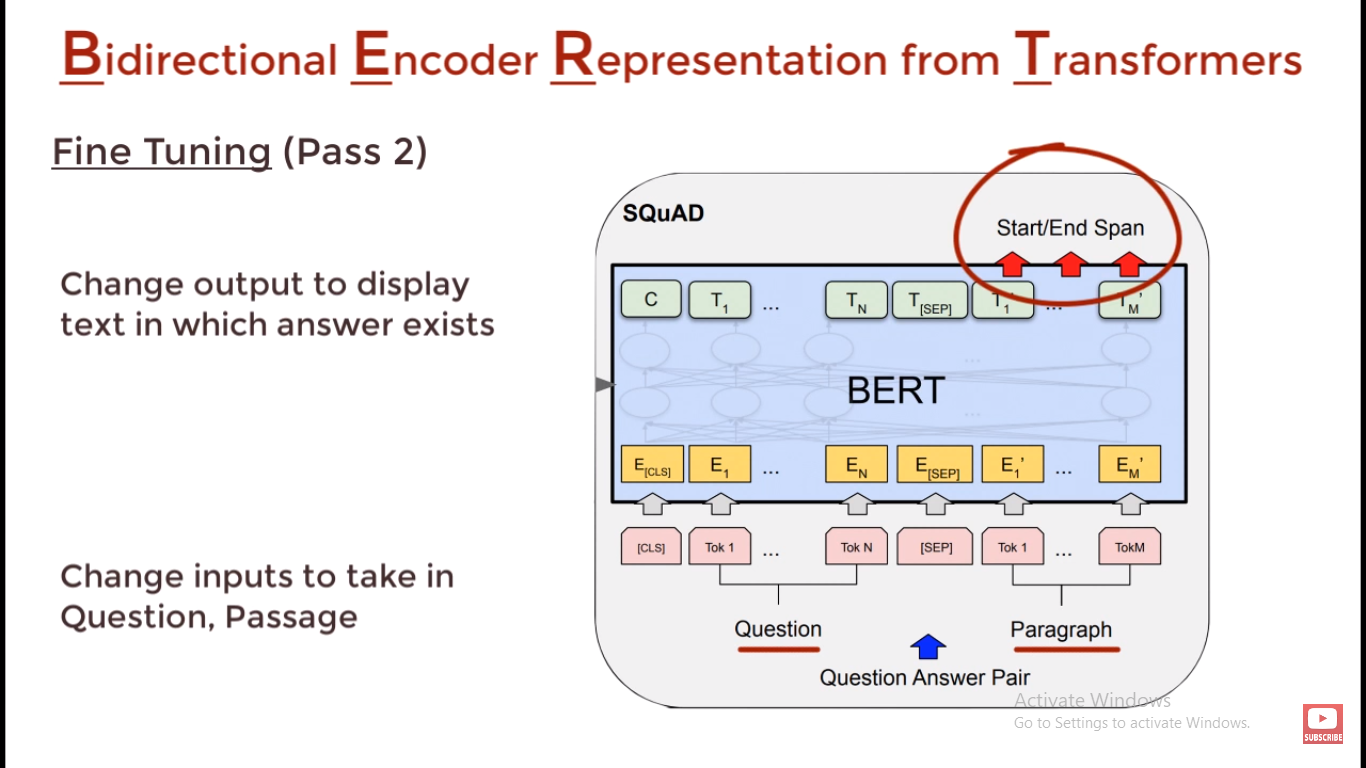 Bidirectional Encoder Representation from Transformers
Fine Tuning (Pass 2)
Change output to display
text in which answer exists
Change inputs to take in
Question, Passage
SQuAD
Start/End Span
C T1 ... TN T[SEP] T1' ... TM'
BERT
E[CLS] E1 ... EN E[SEP] E1' ... EM'
[CLS] Tok 1 ... Tok N [SEP] Tok 1 ... TokM
Question Paragraph
Question Answer Pair
Activate Windows
Go to Settings to activate Windows.
SUBSCRIBE